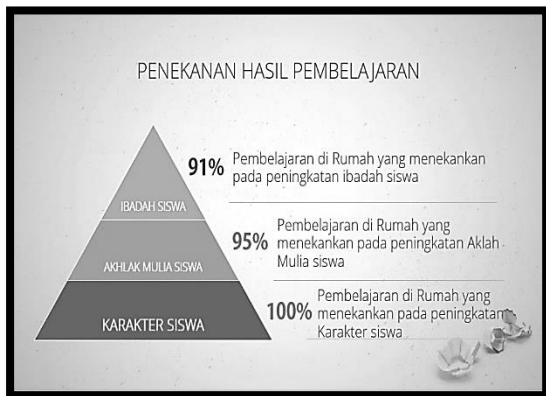 PENEKANAN HASIL PEMBELAJARAN
91% Pembelajaran di Rumah yang menekankan
pada peningkatan ibadah siswa
IBADAH SISWA
Pembelajaran di Rumah yang
95% menekankan pada peningkatan Aklah
Mulia siswa
AKHLAK MULIA SISWA
Pembelajaran di Rumah yang
100% menekankan pada peningkatan
Karakter siswa
KARAKTER SISWA